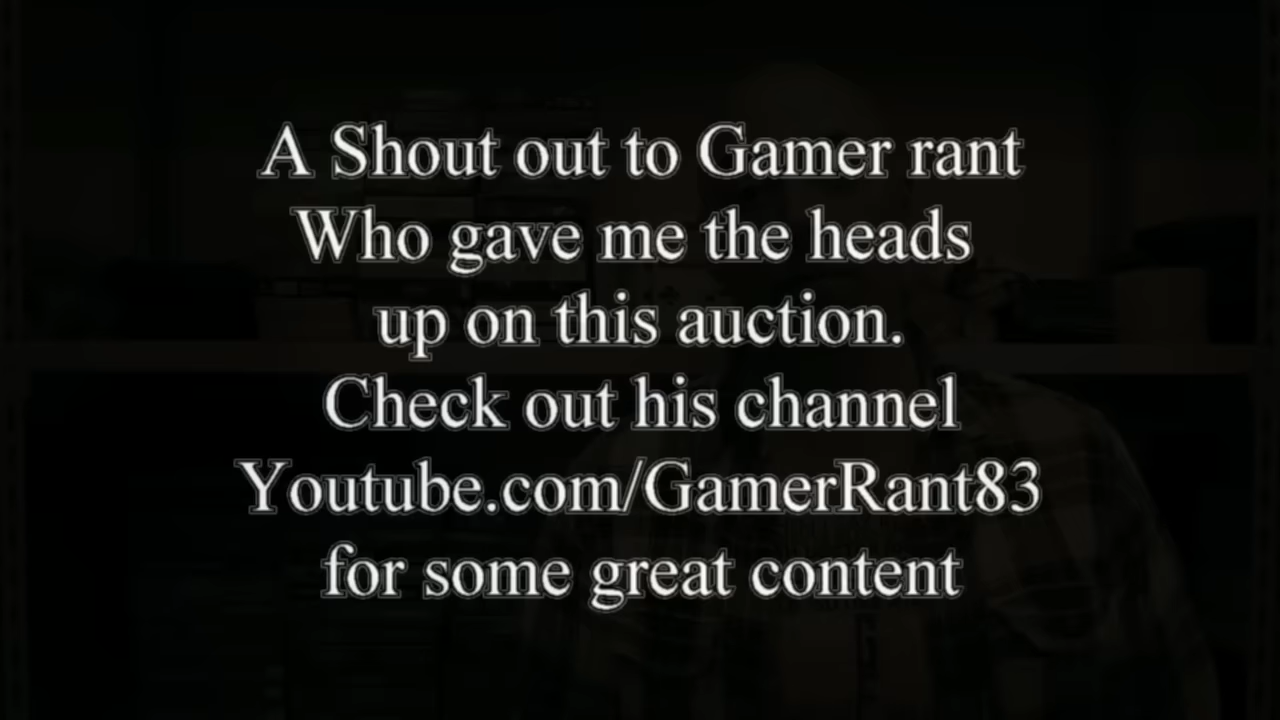 A Shout out to Gamer rant
Who gave me the heads
up on this auction.
Check out his channel
Youtube.com/GamerRant83
for some great content